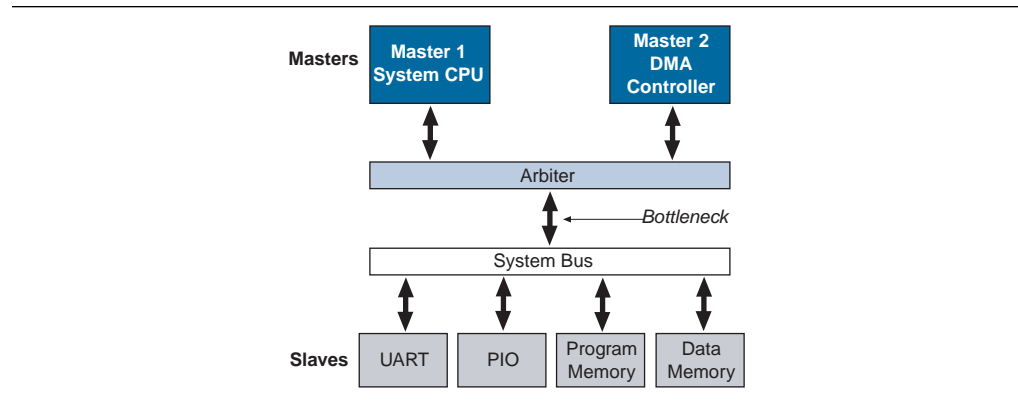 Masters
Master 1
System CPU
Master 2
DMA
Controller
Arbiter
Bottleneck
System Bus
Slaves
UART
PIO
Program
Memory
Data
Memory